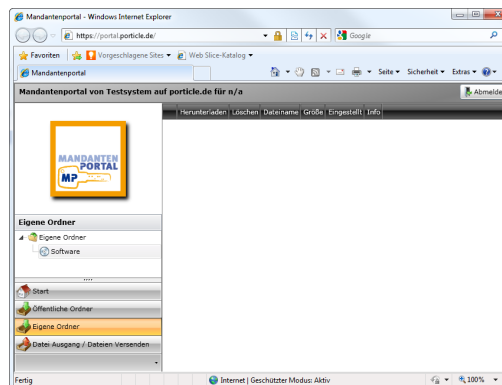 Mandantenportal - Windows Internet Explorer
https://portal.porticle.de/
Google
Favoriten Vorgeschlagene Sites Web Slice-Katalog
Mandantenportal
Seite Sicherheit Extras
Mandantenportal von Testsystem auf porticle.de für n/a
Abmelde
Herunterladen Löschen Dateiname Größe Eingestellt Info
MANDANTEN
PORTAL
MP
Eigene Ordner
Eigene Ordner
Software
Start
Öffentliche Ordner
Eigene Ordner
Datei Ausgang / Dateien Versenden
Fertig
Internet | Geschützter Modus: Aktiv
100%